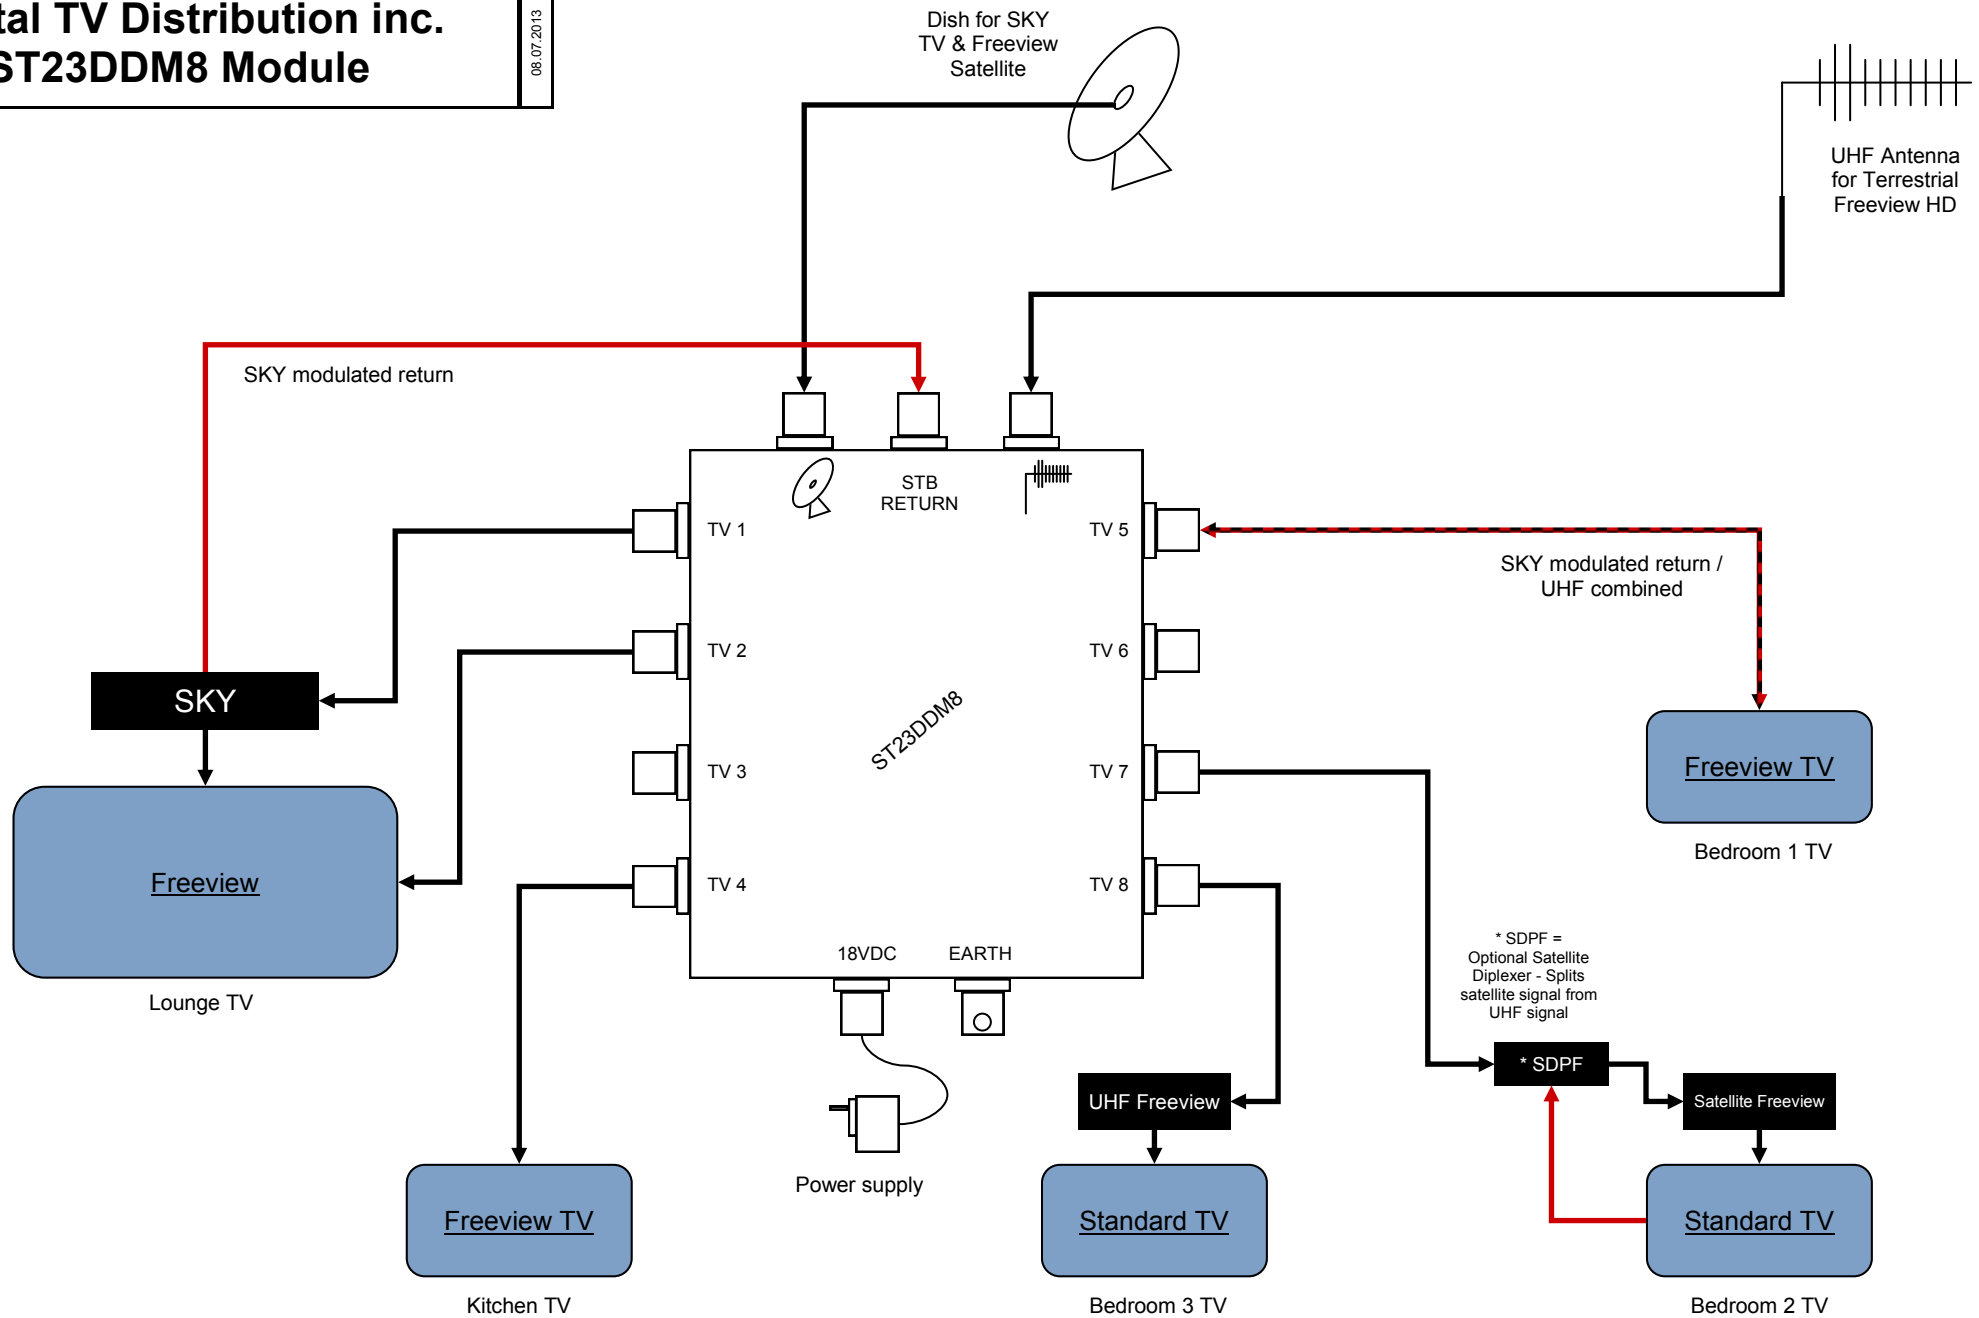 tal TV Distribution inc.
ST23DDM8 Module
08.07.2013
Dish for SKY
TV & Freeview
Satellite
UHF Antenna
for Terrestrial
Freeview HD
SKY modulated return
STB
RETURN
TV 1
TV 2
TV 3
TV 4
TV 5
TV 6
TV 7
TV 8
ST23DDM8
18VDC
EARTH
SKY modulated return /
UHF combined
SKY
Freeview
Lounge TV
Freeview TV
Bedroom 1 TV
* SDPF =
Optional Satellite
Diplexer - Splits
satellite signal from
UHF signal
* SDPF
Satellite Freeview
UHF Freeview
Power supply
Freeview TV
Kitchen TV
Standard TV
Bedroom 3 TV
Standard TV
Bedroom 2 TV